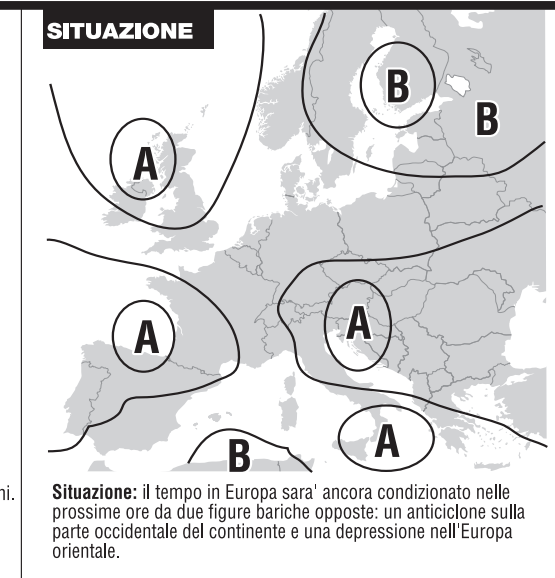 SITUAZIONE
B
B
A
A
A
B
A
ni.
Situazione: il tempo in Europa sara' ancora condizionato nelle
prossime ore da due figure bariche opposte: un anticiclone sulla
parte occidentale del continente e una depressione nell'Europa
orientale.